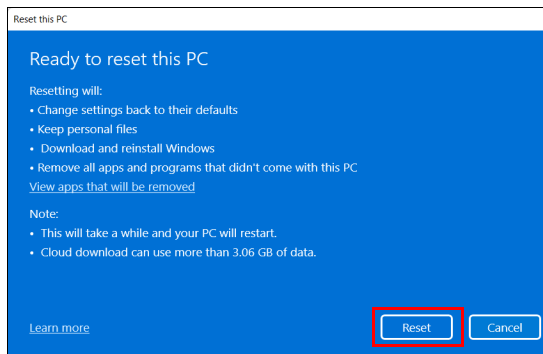 Reset this PC
Ready to reset this PC
Resetting will:
• Change settings back to their defaults
• Keep personal files
• Download and reinstall Windows
• Remove all apps and programs that didn't come with this PC
View apps that will be removed
Note:
• This will take a while and your PC will restart.
• Cloud download can use more than 3.06 GB of data.
Learn more
Reset
Cancel